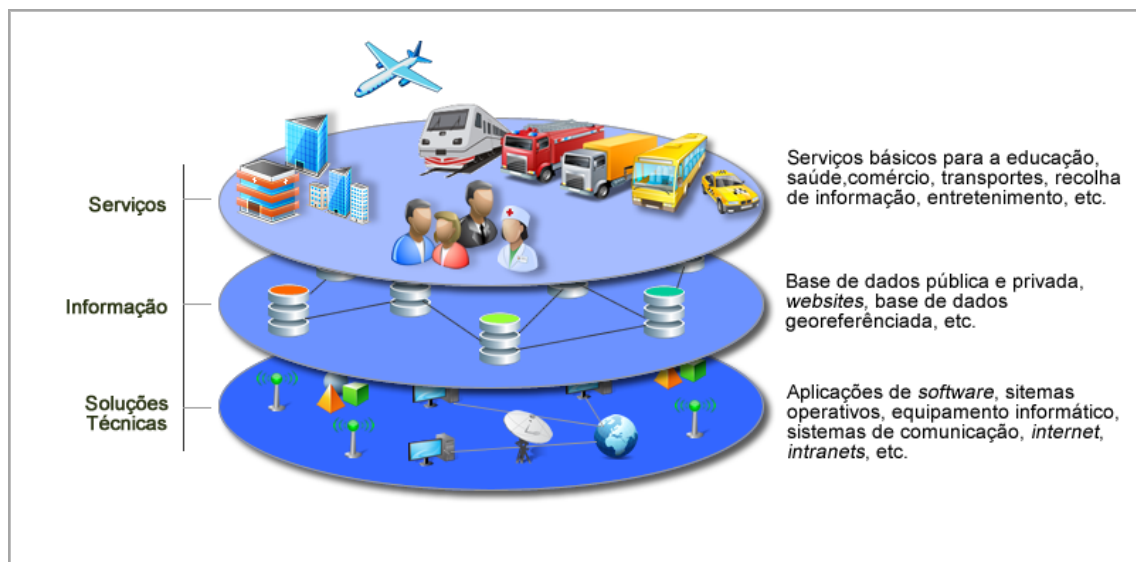 Serviços
Serviços básicos para a educação,
saúde,comércio, transportes, recolha
de informação, entretenimento, etc.
Informação
Base de dados pública e privada,
websites, base de dados
georeferênciada, etc.
Soluções
Técnicas
Aplicações de software, sitemas
operativos, equipamento informático,
sistemas de comunicação, internet,
intranets, etc.